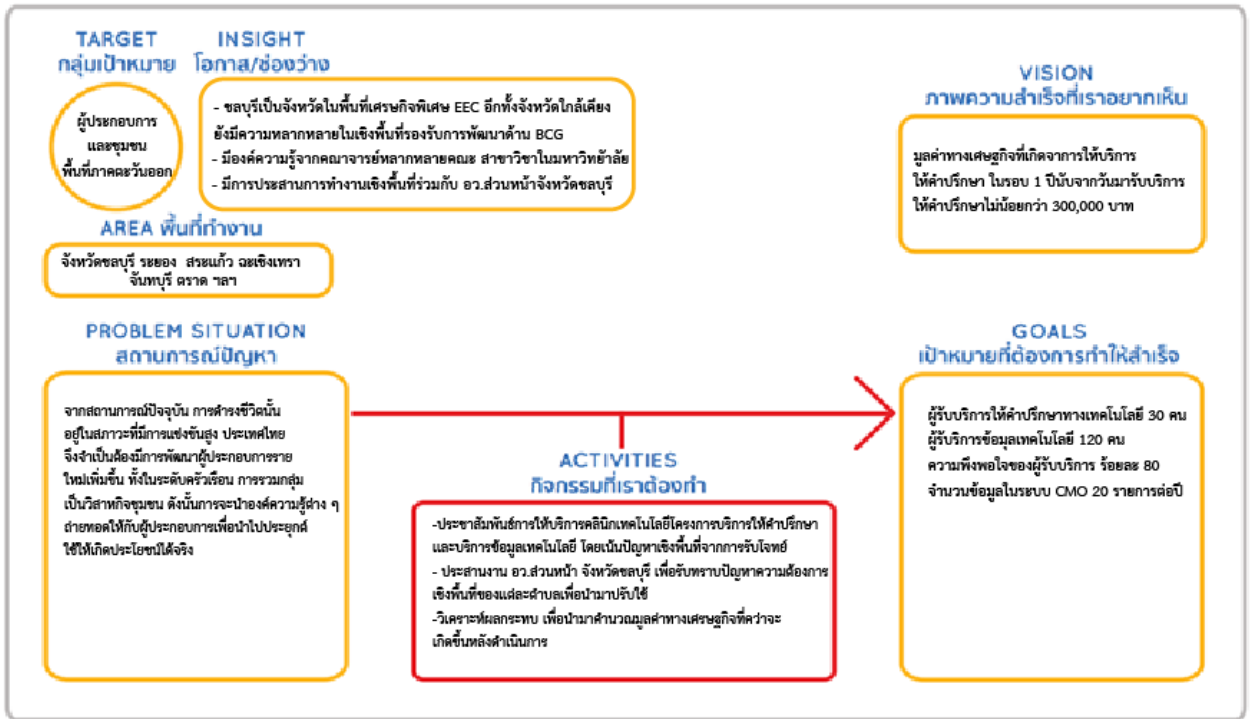 TARGET
กลุ่มเป้าหมาย
ผู้ประกอบการ
และชุมชน
พื้นที่ภาคตะวันออก
INSIGHT
โอกาส/ช่องว่าง
- ชลบุรีเป็นจังหวัดในพื้นที่เศรษกิจพิเศษ EEC อีกทั้งจังหวัดใกล้เคียง
ยังมีความหลากหลายในเชิงพื้นที่รองรับการพัฒนาด้าน BCG
- มีองค์ความรู้จากคณาจารย์หลากหลายคณะ สาขาวิชาในมหาวิทยัาลัย
- มีการประสานการทำงานเชิงพื้นที่ร่วมกับ อว.ส่วนหน้าจังหวัดชลบุรี
VISION
ภาพความสำเร็จที่เราอยากเห็น
มูลค่าทางเศษฐกิจที่เกิดจาการให้บริการ
ให้คำปรึกษา ในรอบ 1 ปีนับจากวันมารับบริการ
ให้คำปรึกษาไม่น้อยกว่า 300,000 บาท
AREA พื้นที่ทำงาน
จังหวัดชลบุรี ระยอง สระแก้ว ฉะเชิงเทรา
จันทบุรี ตราด ฯลฯ
PROBLEM SITUATION
สถานการณ์ปัญหา
จากสถานการณ์ปัจจุบัน การดำรงชีวิตนั้น
อยู่ในสภาวะที่มีการแข่งขันสูง ประเทศไทย
จึงจำเป็นต้องมีการพัฒนาผู้ประกอบการราย
ใหม่เพิ่มขึ้น ทั้งในระดับครัวเรือน การรวมกลุ่ม
เป็นวิสาหกิจชุมชน ดังนั้นการจะนำองค์ความรู้ต่าง ๆ
ถ่ายทอดให้กับผู้ประกอบการเพื่อนำไปประยุกต์
ใช้ให้เกิดประโยชน์ได้จริง
ACTIVITIES
กิจกรรมที่เราต้องทำ
-ประชาสัมพันธ์การให้บริการคลินิกเทคโนโลยีโครงการบริการให้คำปรึกษา
และบริการข้อมูลเทคโนโลยี โดยเน้นปัญหาเชิงพื้นที่จากการรับโจทย์
- ประสานงาน อว.ส่วนหน้า จังหวัดชลบุรี เพื่อรับทราบปัญหาความต้องการ
เชิงพื้นที่ของแต่ละตำบลเพื่อนำมาปรับใช้
-วิเคราะห์ผลกระทบ เพื่อนำมาคำนวณมูลค่าทางเศรษฐกิจที่คว่าจะ
เกิดขึ้นหลังดำเนินการ
GOALS
เป้าหมายที่ต้องการทำให้สำเร็จ
ผู้รับบริการให้คำปรึกษาทางเทคโนโลยี 30 คน
ผู้รับริการข้อมูลเทคโนโลยี 120 คน
ความพึงพอใจของผู้รับบริการ ร้อยละ 80
จำนวนข้อมูลในระบบ CMO 20 รายการต่อปี